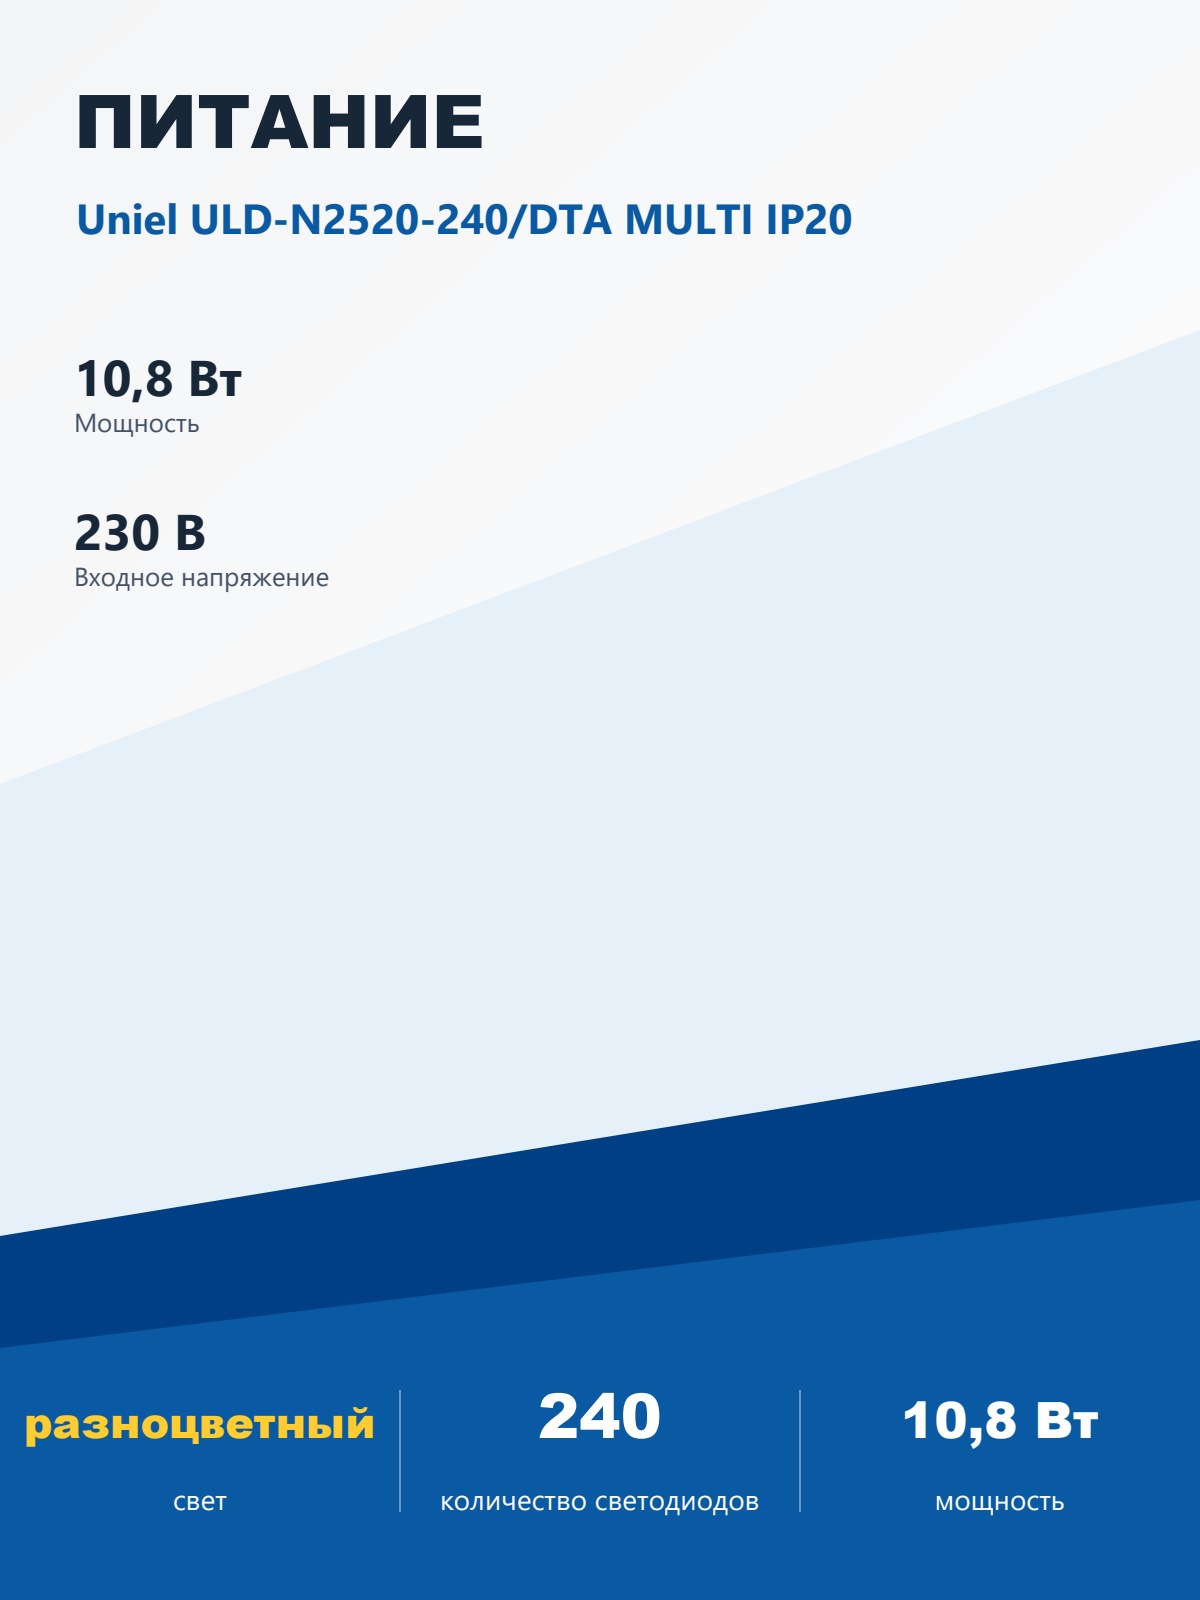 ПИТАНИЕ
Uniel ULD-N2520-240/DTA MULTI IP20
10,8 Вт
Мощность
230 В
Входное напряжение
разноцветный
свет
240
количество светодиодов
10,8 Вт
мощность